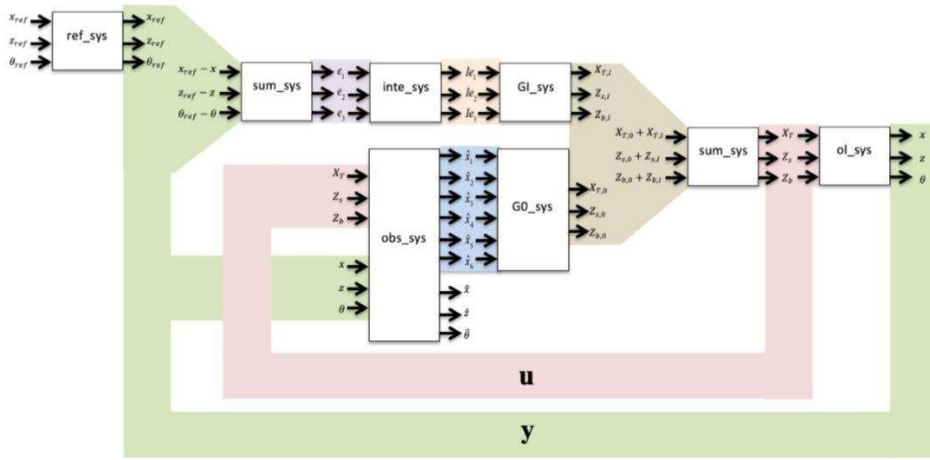 x_ref x_ref
z_ref ref_sys z_ref
θ_ref θ_ref
x_ref − x e_1 Ie_1 X_T,I
z_ref − z sum_sys e_2 inte_sys Ie_2 GI_sys Z_s,I
θ_ref − θ e_3 Ie_3 Z_b,I
X_T,0 + X_T,I X_T x
Z_s,0 + Z_s,I sum_sys Z_s ol_sys z
Z_b,0 + Z_b,I Z_b θ
X_T x̂_1
Z_s x̂_2
Z_b x̂_3 G0_sys X_T,0
obs_sys x̂_4 Z_s,0
x̂_5 Z_b,0
x x̂_6
z x̂
θ ẑ
θ̂
u
y